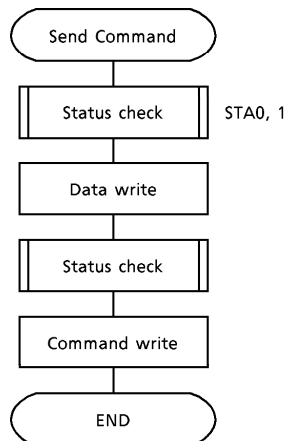 Send Command
Status check
STA0, 1
Data write
Status check
Command write
END